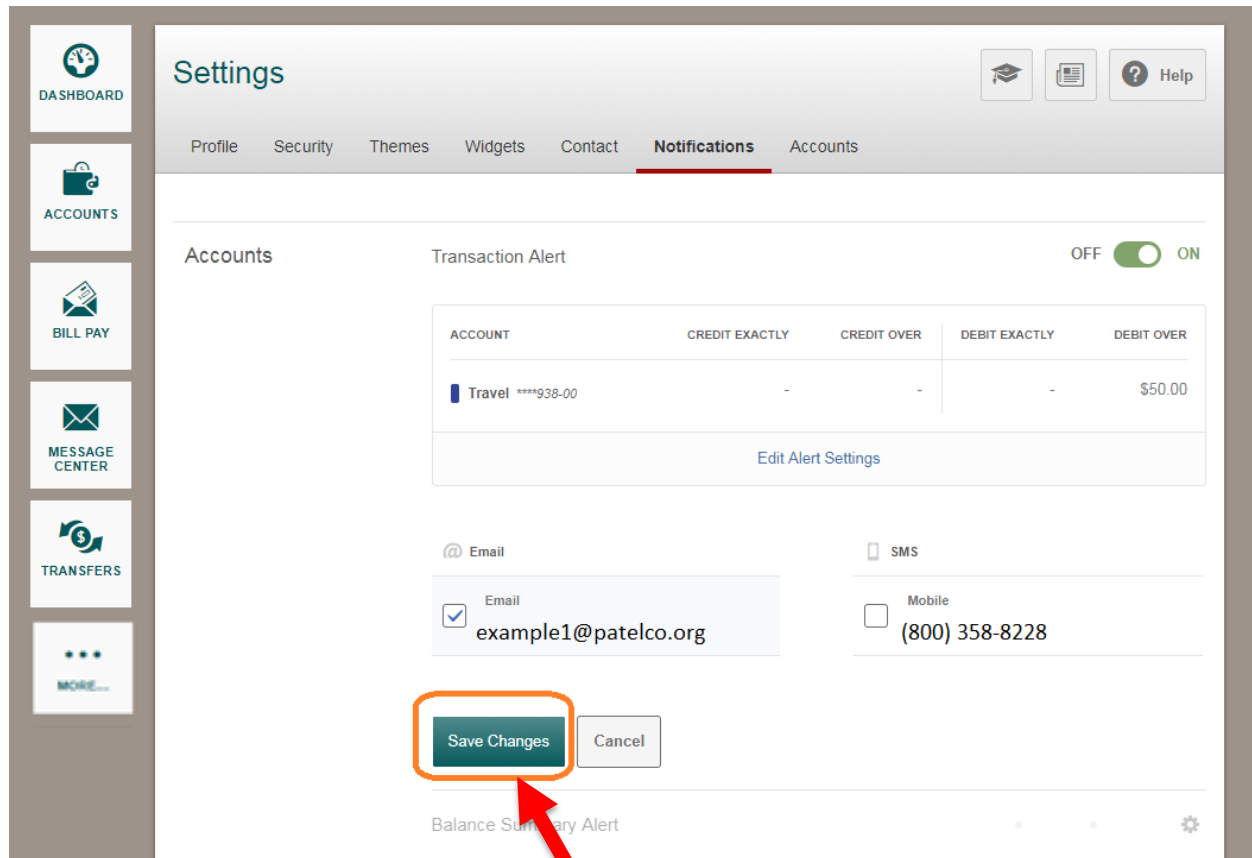 DASHBOARD
ACCOUNTS
BILL PAY
MESSAGE
CENTER
TRANSFERS
MORE...
Settings
Help
Profile Security Themes Widgets Contact Notifications Accounts
Accounts
Transaction Alert
OFF ON
ACCOUNT CREDIT EXACTLY CREDIT OVER DEBIT EXACTLY DEBIT OVER
Travel ****938-00 - - - $50.00
Edit Alert Settings
@ Email
Email
example1@patelco.org
SMS
Mobile
(800) 358-8228
Save Changes Cancel
Balance Summary Alert